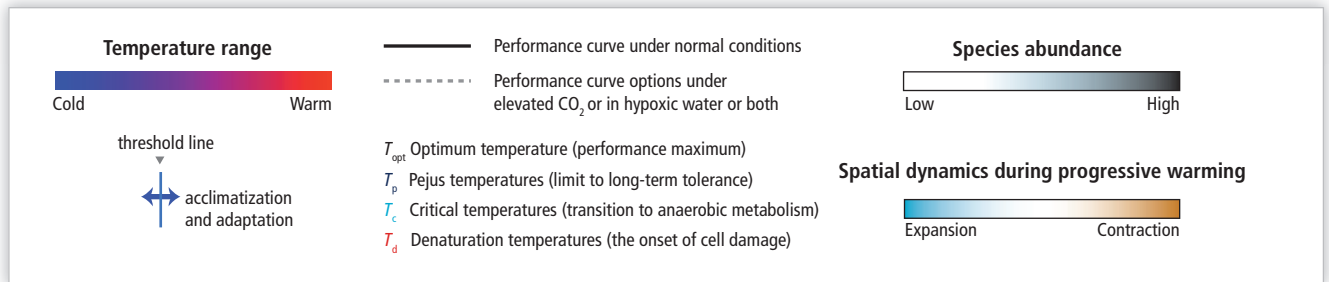 Temperature range
Cold Warm
threshold line
acclimatization
and adaptation
Performance curve under normal conditions
Performance curve options under
elevated CO2 or in hypoxic water or both
Topt Optimum temperature (performance maximum)
Tp Pejus temperatures (limit to long-term tolerance)
Tc Critical temperatures (transition to anaerobic metabolism)
Td Denaturation temperatures (the onset of cell damage)
Species abundance
Low High
Spatial dynamics during progressive warming
Expansion Contraction